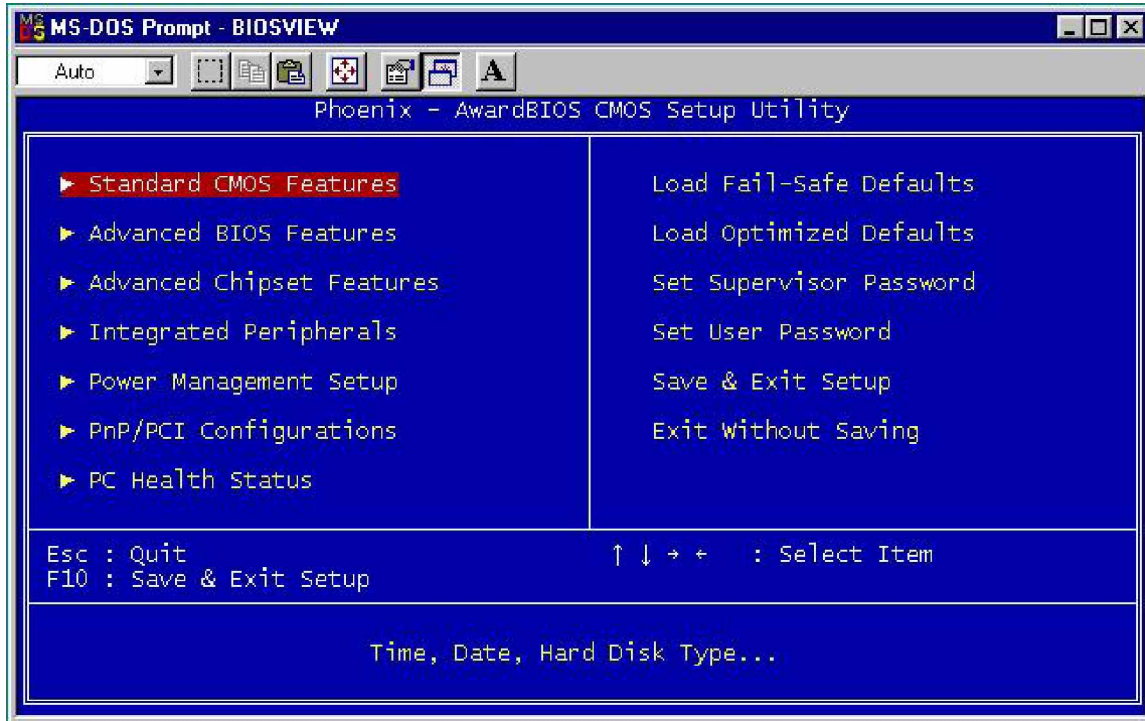 MS-DOS Prompt - BIOSVIEW
Auto
A
Phoenix - AwardBIOS CMOS Setup Utility
► Standard CMOS Features
► Advanced BIOS Features
► Advanced Chipset Features
► Integrated Peripherals
► Power Management Setup
► PnP/PCI Configurations
► PC Health Status
Load Fail-Safe Defaults
Load Optimized Defaults
Set Supervisor Password
Set User Password
Save & Exit Setup
Exit Without Saving
Esc : Quit
F10 : Save & Exit Setup
↑ ↓ → ← : Select Item
Time, Date, Hard Disk Type...